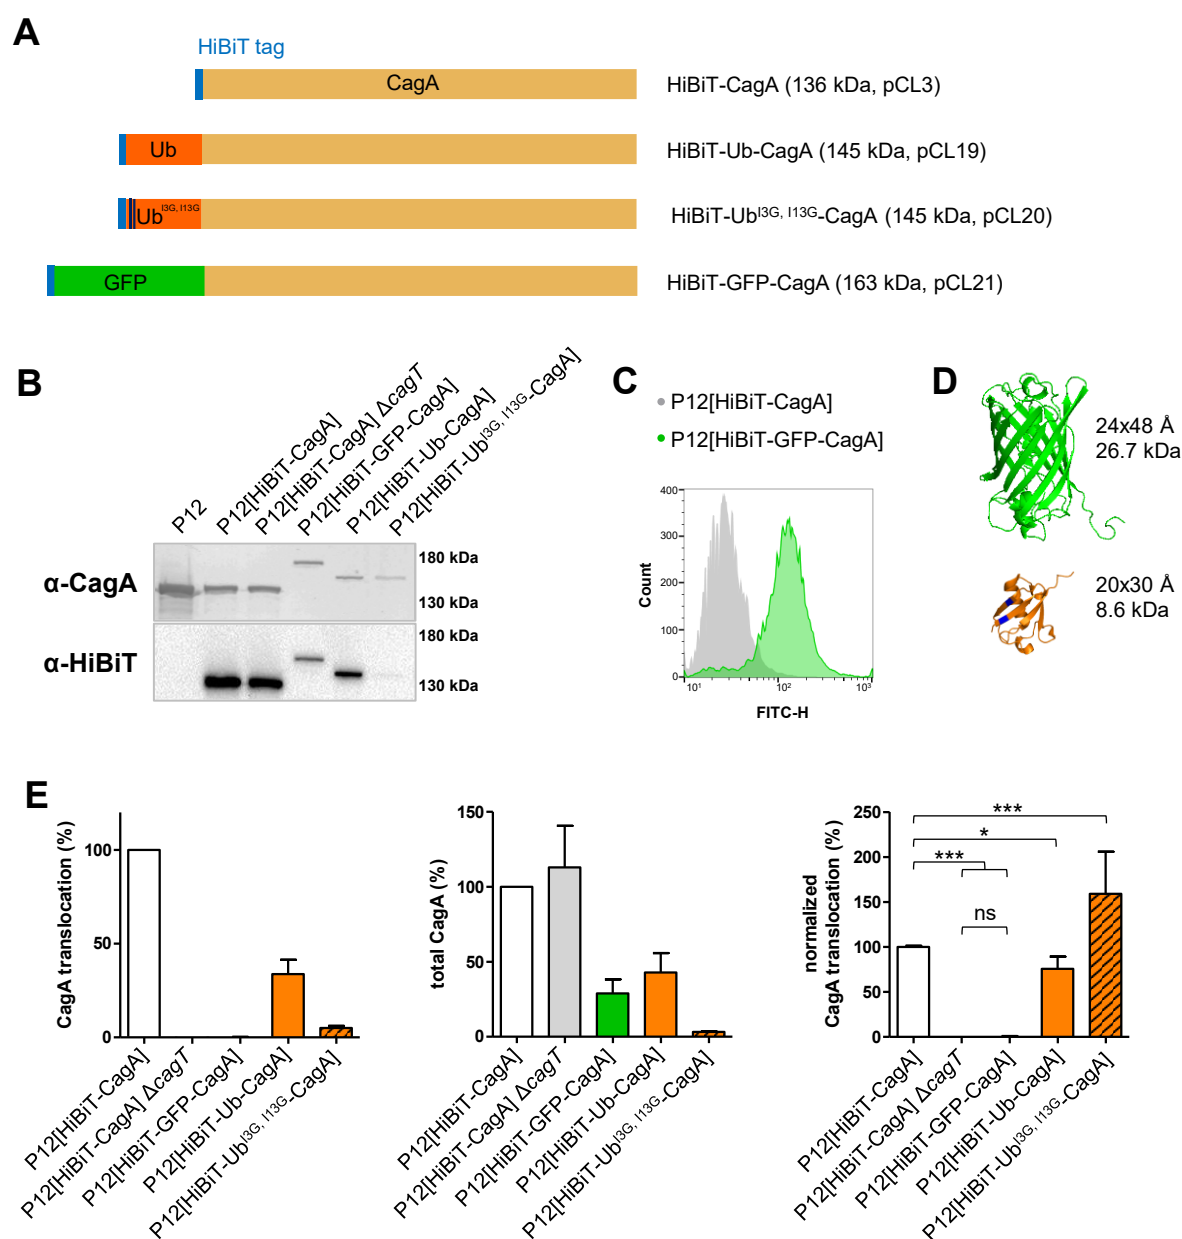 A
HiBiT tag
CagA
HiBiT-CagA (136 kDa, pCL3)
Ub
HiBiT-Ub-CagA (145 kDa, pCL19)
Ub^I3G, I13G
HiBiT-Ub^I3G, I13G-CagA (145 kDa, pCL20)
GFP
HiBiT-GFP-CagA (163 kDa, pCL21)
B
P12
P12[HiBiT-CagA]
P12[HiBiT-CagA] ΔcagT
P12[HiBiT-GFP-CagA]
P12[HiBiT-Ub-CagA]
P12[HiBiT-Ub^I3G, I13G-CagA]
α-CagA
180 kDa
130 kDa
α-HiBiT
180 kDa
130 kDa
C
P12[HiBiT-CagA]
P12[HiBiT-GFP-CagA]
Count
400
300
200
100
0
10^1
10^2
10^3
FITC-H
D
24x48 Å
26.7 kDa
20x30 Å
8.6 kDa
E
CagA translocation (%)
100
50
0
P12[HiBiT-CagA]
P12[HiBiT-CagA] ΔcagT
P12[HiBiT-GFP-CagA]
P12[HiBiT-Ub-CagA]
P12[HiBiT-Ub^I3G, I13G-CagA]
total CagA (%)
150
100
50
0
P12[HiBiT-CagA]
P12[HiBiT-CagA] ΔcagT
P12[HiBiT-GFP-CagA]
P12[HiBiT-Ub-CagA]
P12[HiBiT-Ub^I3G, I13G-CagA]
normalized
CagA translocation (%)
250
200
150
100
50
0
***
*
***
ns
P12[HiBiT-CagA]
P12[HiBiT-CagA] ΔcagT
P12[HiBiT-GFP-CagA]
P12[HiBiT-Ub-CagA]
P12[HiBiT-Ub^I3G, I13G-CagA]